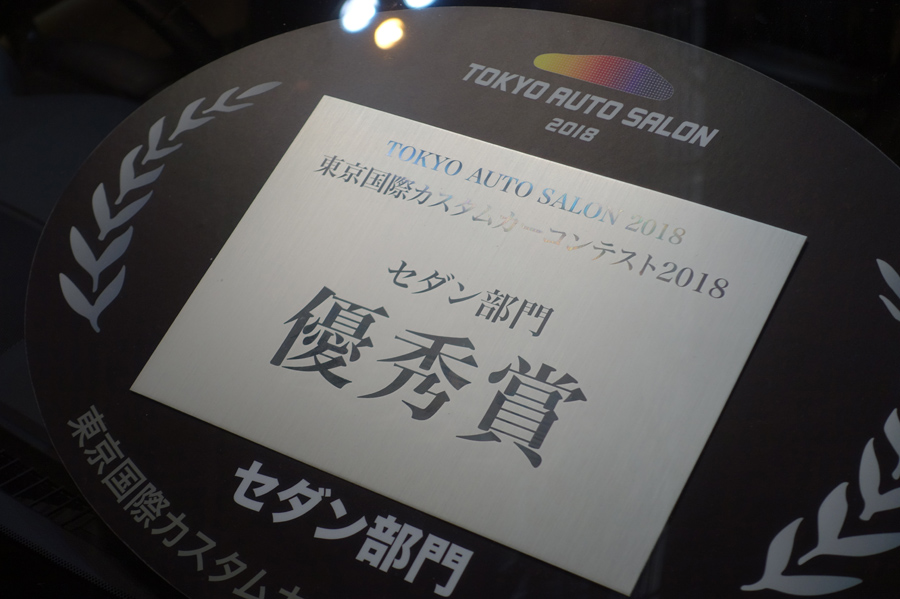 TOKYO AUTO SALON
2018
TOKYO AUTO SALON 2018
東京国際カスタムカーコンテスト2018
セダン部門
優秀賞
セダン部門
東京国際カスタム